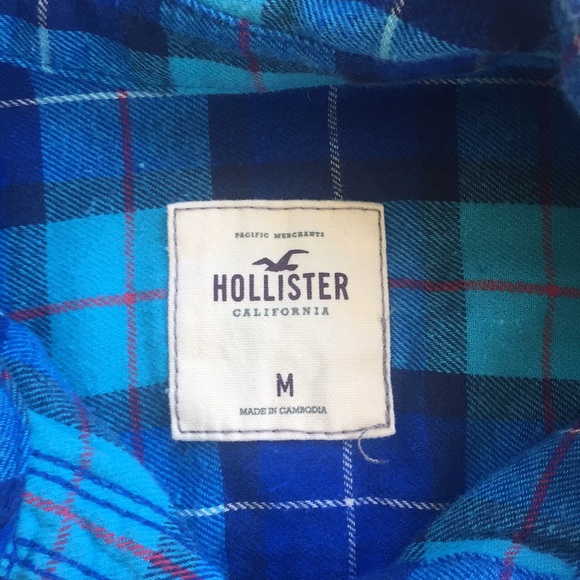 PACIFIC MERCHANTS
HOLLISTER
CALIFORNIA
M
MADE IN CAMBODIA